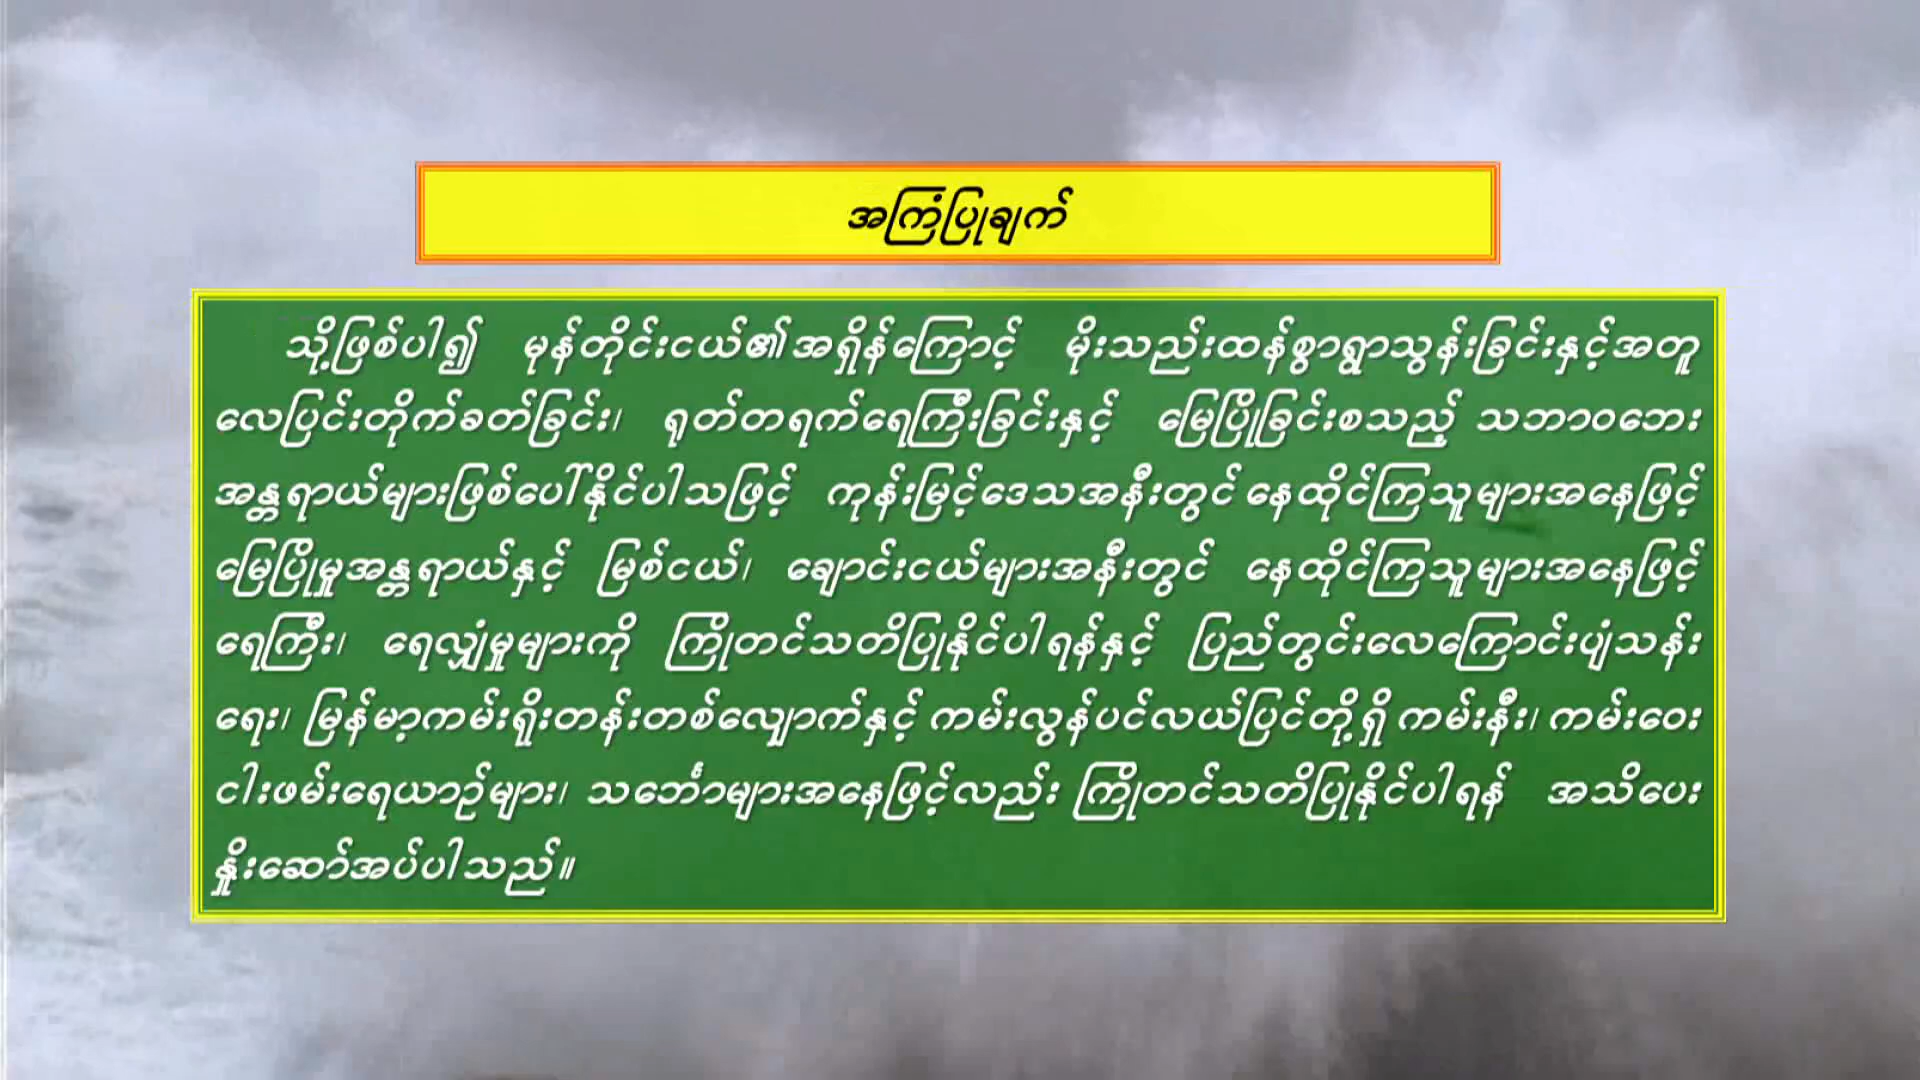 အကြံပြုချက်
သို့ဖြစ်ပါ၍ မုန်တိုင်းငယ်၏အရှိန်ကြောင့် မိုးသည်းထန်စွာရွာသွန်းခြင်းနှင့်အတူ
လေပြင်းတိုက်ခတ်ခြင်း၊ ရုတ်တရက်ရေကြီးခြင်းနှင့် မြေပြိုခြင်းစသည့် သဘာဝဘေး
အန္တရာယ်များဖြစ်ပေါ်နိုင်ပါသဖြင့် ကုန်းမြင့်ဒေသအနီးတွင် နေထိုင်ကြသူများအနေဖြင့်
မြေပြိုမှုအန္တရာယ်နှင့် မြစ်ငယ်၊ ချောင်းငယ်များအနီးတွင် နေထိုင်ကြသူများအနေဖြင့်
ရေကြီး၊ ရေလျှံမှုများကို ကြိုတင်သတိပြုနိုင်ပါရန်နှင့် ပြည်တွင်းလေကြောင်းပျံသန်း
ရေး၊ မြန်မာ့ကမ်းရိုးတန်းတစ်လျှောက်နှင့် ကမ်းလွန်ပင်လယ်ပြင်တို့ရှိ ကမ်းနီး၊ ကမ်းဝေး
ငါးဖမ်းရေယာဉ်များ၊ သင်္ဘောများအနေဖြင့်လည်း ကြိုတင်သတိပြုနိုင်ပါရန် အသိပေး
နှိုးဆော်အပ်ပါသည်။